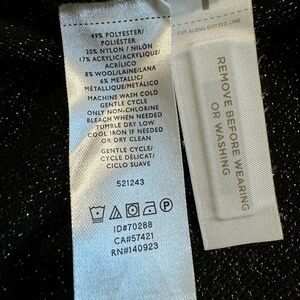 49% POLYESTER/
POLIÉSTER
20% NYLON / NILÓN
17% ACRYLIC/ACRYLIQUE/
ACRÍLICO
8% WOOL/LAINE/LANA
6% METALLIC/
MÉTALLIQUE/METÁLICO
MACHINE WASH COLD
GENTLE CYCLE
ONLY NON-CHLORINE
BLEACH WHEN NEEDED
TUMBLE DRY LOW
COOL IRON IF NEEDED
OR DRY CLEAN
GENTLE CYCLE/
CYCLE DÉLICAT/
CICLO SUAVE
521243
ID#70288
CA#57421
RN#140923
CUT ALONG DOTTED LINE
REMOVE BEFORE WEARING
OR WASHING